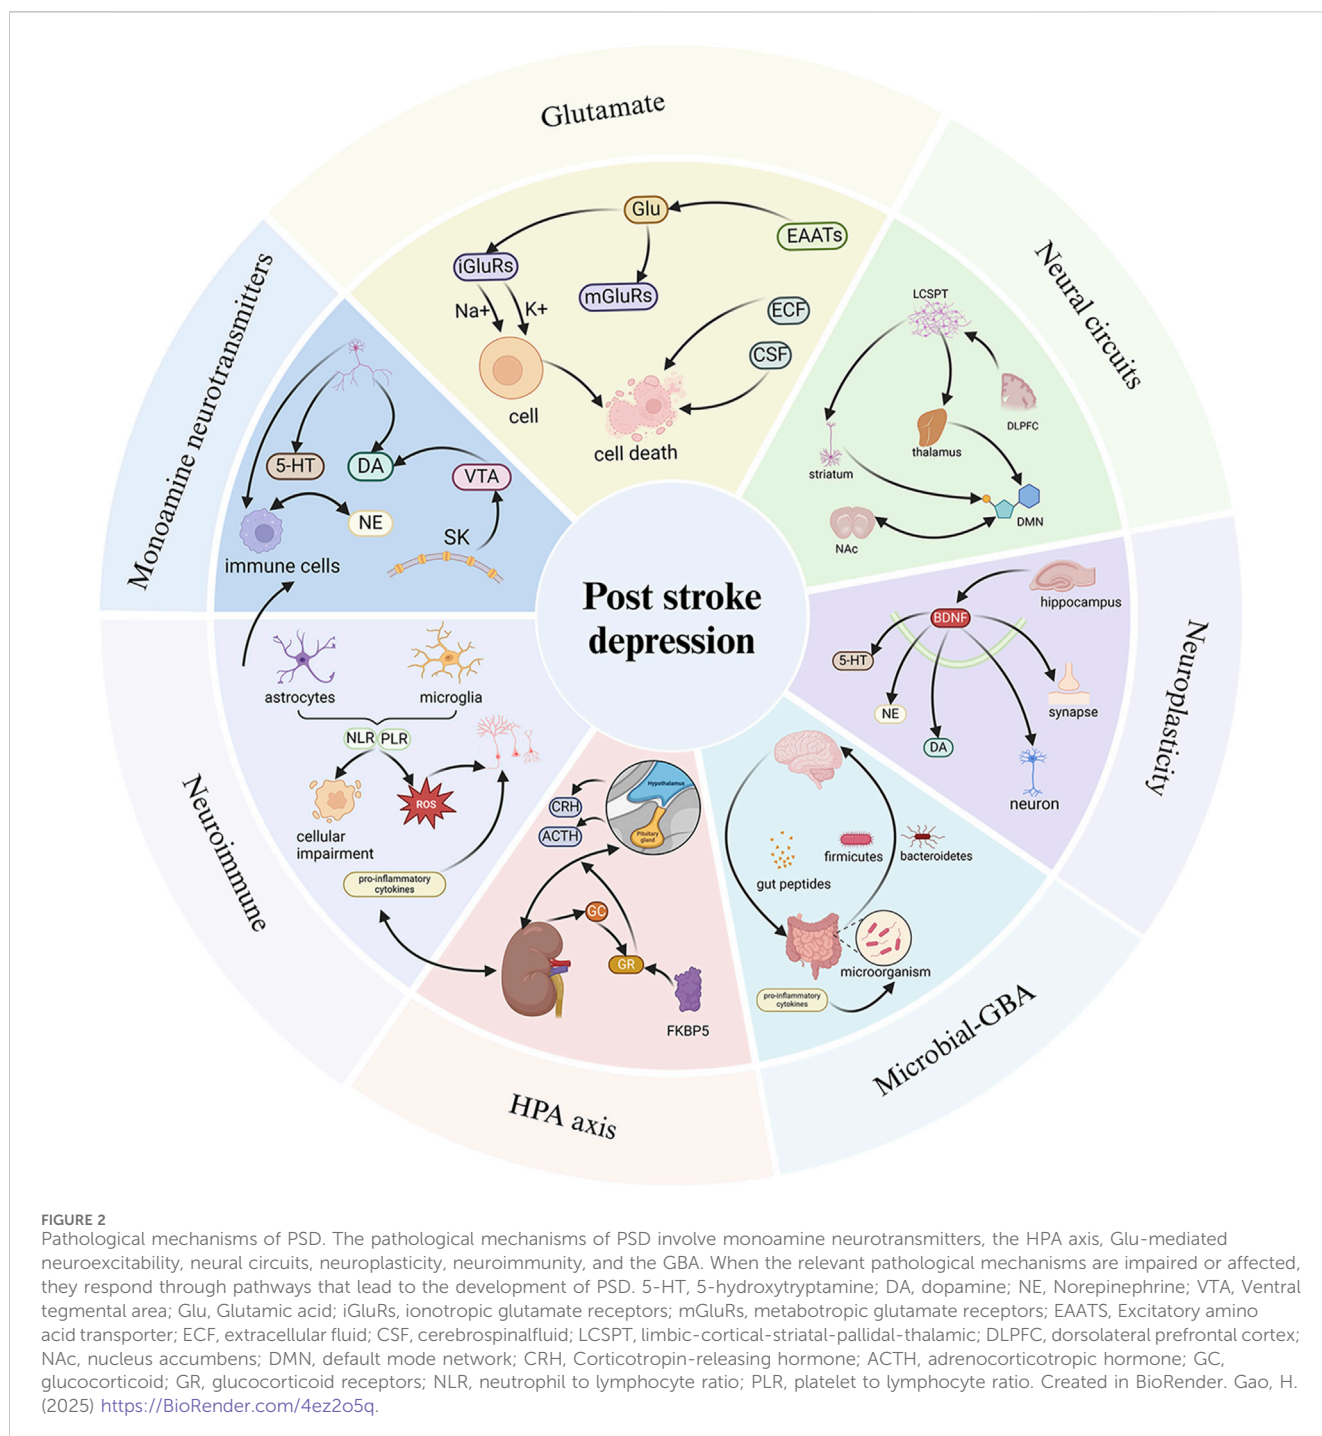 Glutamate
Glu
EAATs
iGluRs
mGluRs
Na+
K+
ECF
CSF
cell
cell death
Neural circuits
LCSPT
DLPFC
thalamus
striatum
DMN
NAc
Neuroplasticity
hippocampus
BDNF
5-HT
NE
DA
synapse
neuron
Microbial-GBA
gut peptides
firmicutes
bacteroidetes
microorganism
pro-inflammatory
cytokines
HPA axis
Hypothalamus
Pituitary
gland
CRH
ACTH
GC
GR
FKBP5
Neuroimmune
astrocytes
microglia
NLR
PLR
ROS
cellular
impairment
pro-inflammatory
cytokines
Monoamine neurotransmitters
5-HT
DA
VTA
NE
SK
immune cells
Post stroke
depression
FIGURE 2
Pathological mechanisms of PSD. The pathological mechanisms of PSD involve monoamine neurotransmitters, the HPA axis, Glu-mediated
neuroexcitability, neural circuits, neuroplasticity, neuroimmunity, and the GBA. When the relevant pathological mechanisms are impaired or affected,
they respond through pathways that lead to the development of PSD. 5-HT, 5-hydroxytryptamine; DA, dopamine; NE, Norepinephrine; VTA, Ventral
tegmental area; Glu, Glutamic acid; iGluRs, ionotropic glutamate receptors; mGluRs, metabotropic glutamate receptors; EAATS, Excitatory amino
acid transporter; ECF, extracellular fluid; CSF, cerebrospinalfluid; LCSPT, limbic-cortical-striatal-pallidal-thalamic; DLPFC, dorsolateral prefrontal cortex;
NAc, nucleus accumbens; DMN, default mode network; CRH, Corticotropin-releasing hormone; ACTH, adrenocorticotropic hormone; GC,
glucocorticoid; GR, glucocorticoid receptors; NLR, neutrophil to lymphocyte ratio; PLR, platelet to lymphocyte ratio. Created in BioRender. Gao, H.
(2025) https://BioRender.com/4ez2o5q.